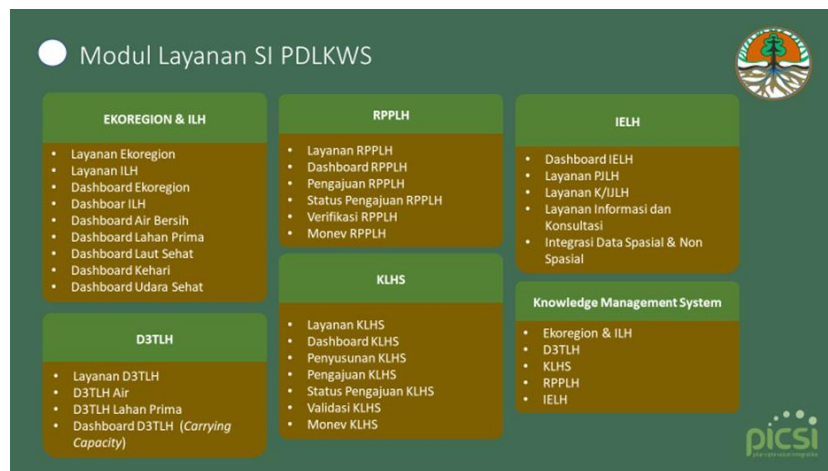 Modul Layanan SI PDLKWS
EKOREGION & ILH
• Layanan Ekoregion
• Layanan ILH
• Dashboard Ekoregion
• Dashboar ILH
• Dashboard Air Bersih
• Dashboard Lahan Prima
• Dashboard Laut Sehat
• Dashboard Kehari
• Dashboard Udara Sehat
D3TLH
• Layanan D3TLH
• D3TLH Air
• D3TLH Lahan Prima
• Dashboard D3TLH (Carrying
Capacity)
RPPLH
• Layanan RPPLH
• Dashboard RPPLH
• Pengajuan RPPLH
• Status Pengajuan RPPLH
• Verifikasi RPPLH
• Monev RPPLH
KLHS
• Layanan KLHS
• Dashboard KLHS
• Penyusunan KLHS
• Pengajuan KLHS
• Status Pengajuan KLHS
• Validasi KLHS
• Monev KLHS
IELH
• Dashboard IELH
• Layanan PJLH
• Layanan K/IJLH
• Layanan Informasi dan
Konsultasi
• Integrasi Data Spasial & Non
Spasial
Knowledge Management System
• Ekoregion & ILH
• D3TLH
• KLHS
• RPPLH
• IELH
picsi